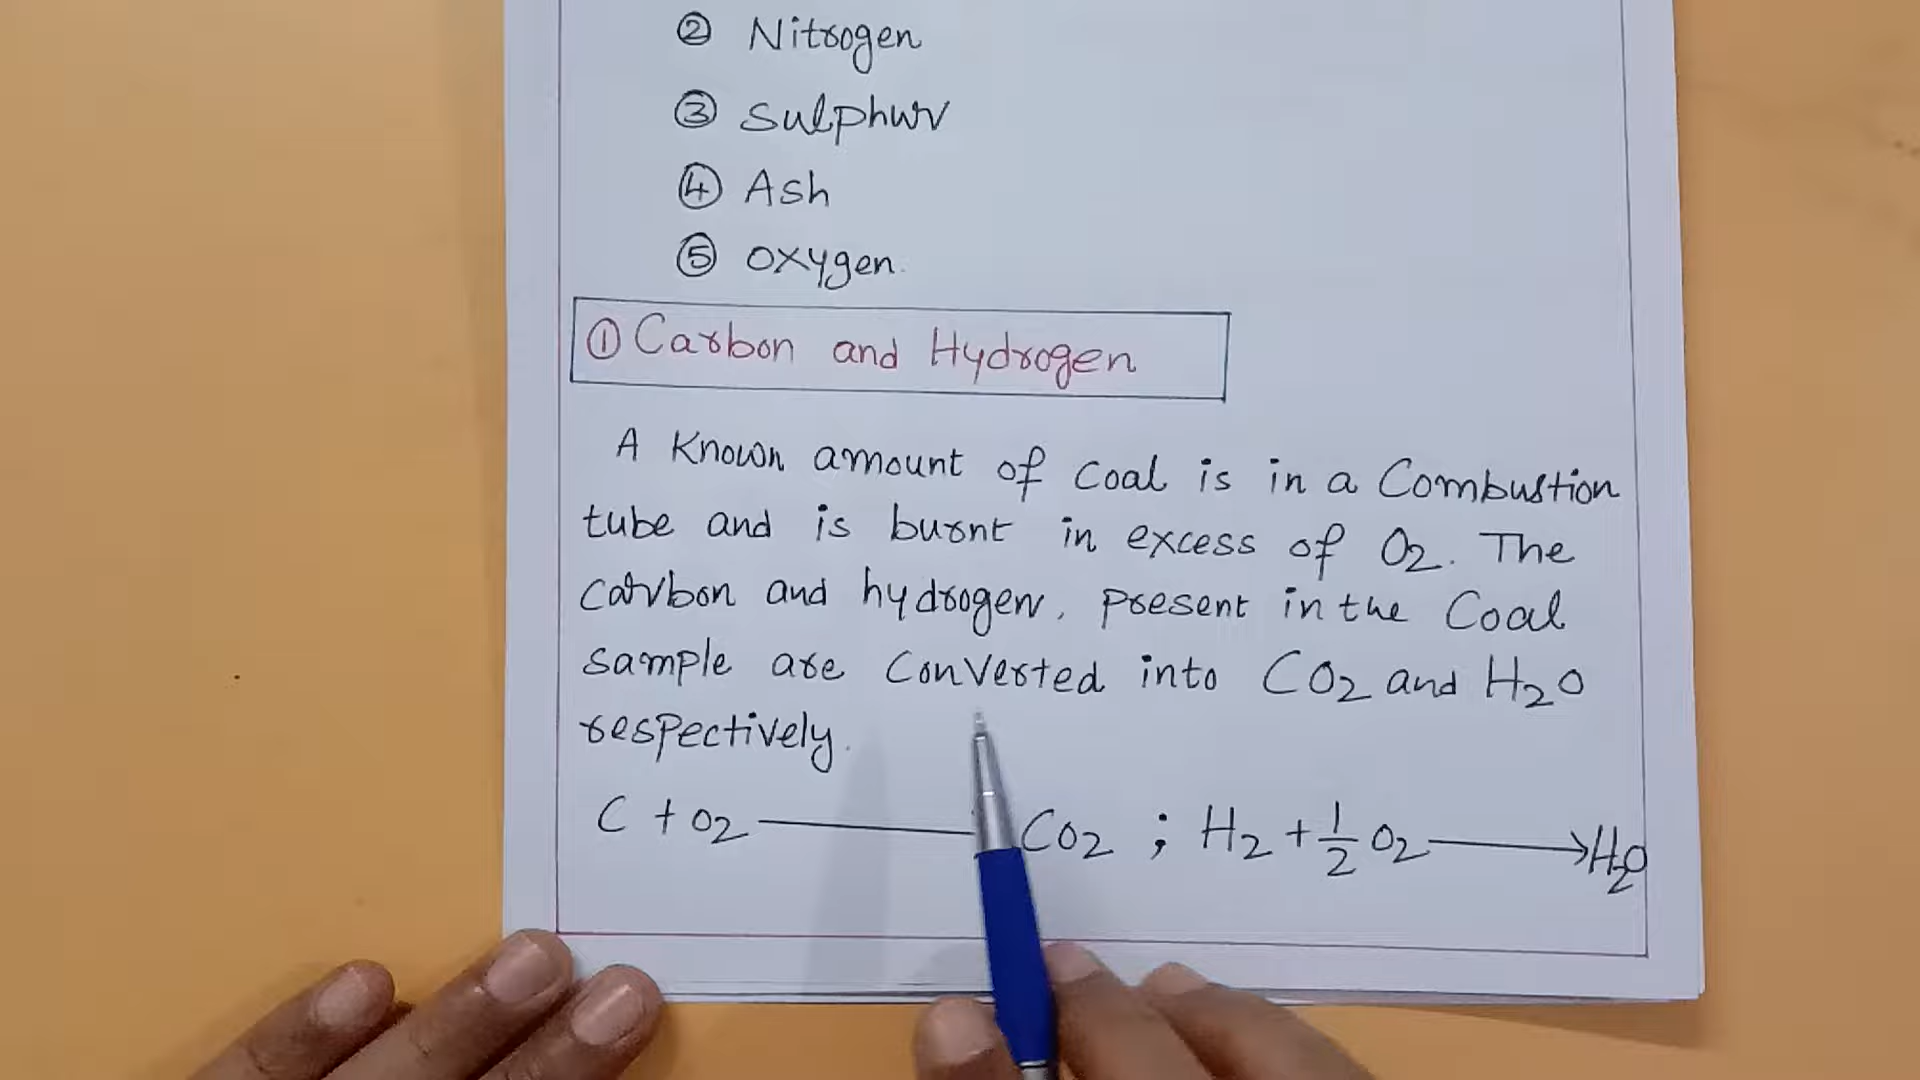 ② Nitrogen
③ Sulphur
④ Ash
⑤ Oxygen.
① Carbon and Hydrogen
A Known amount of Coal is in a Combustion
tube and is burnt in excess of O₂. The
carbon and hydrogen, present in the Coal
sample are Converted into CO₂ and H₂O
respectively.
C + O₂ ⟶ CO₂ ; H₂ + 1/2 O₂ ⟶ H₂O